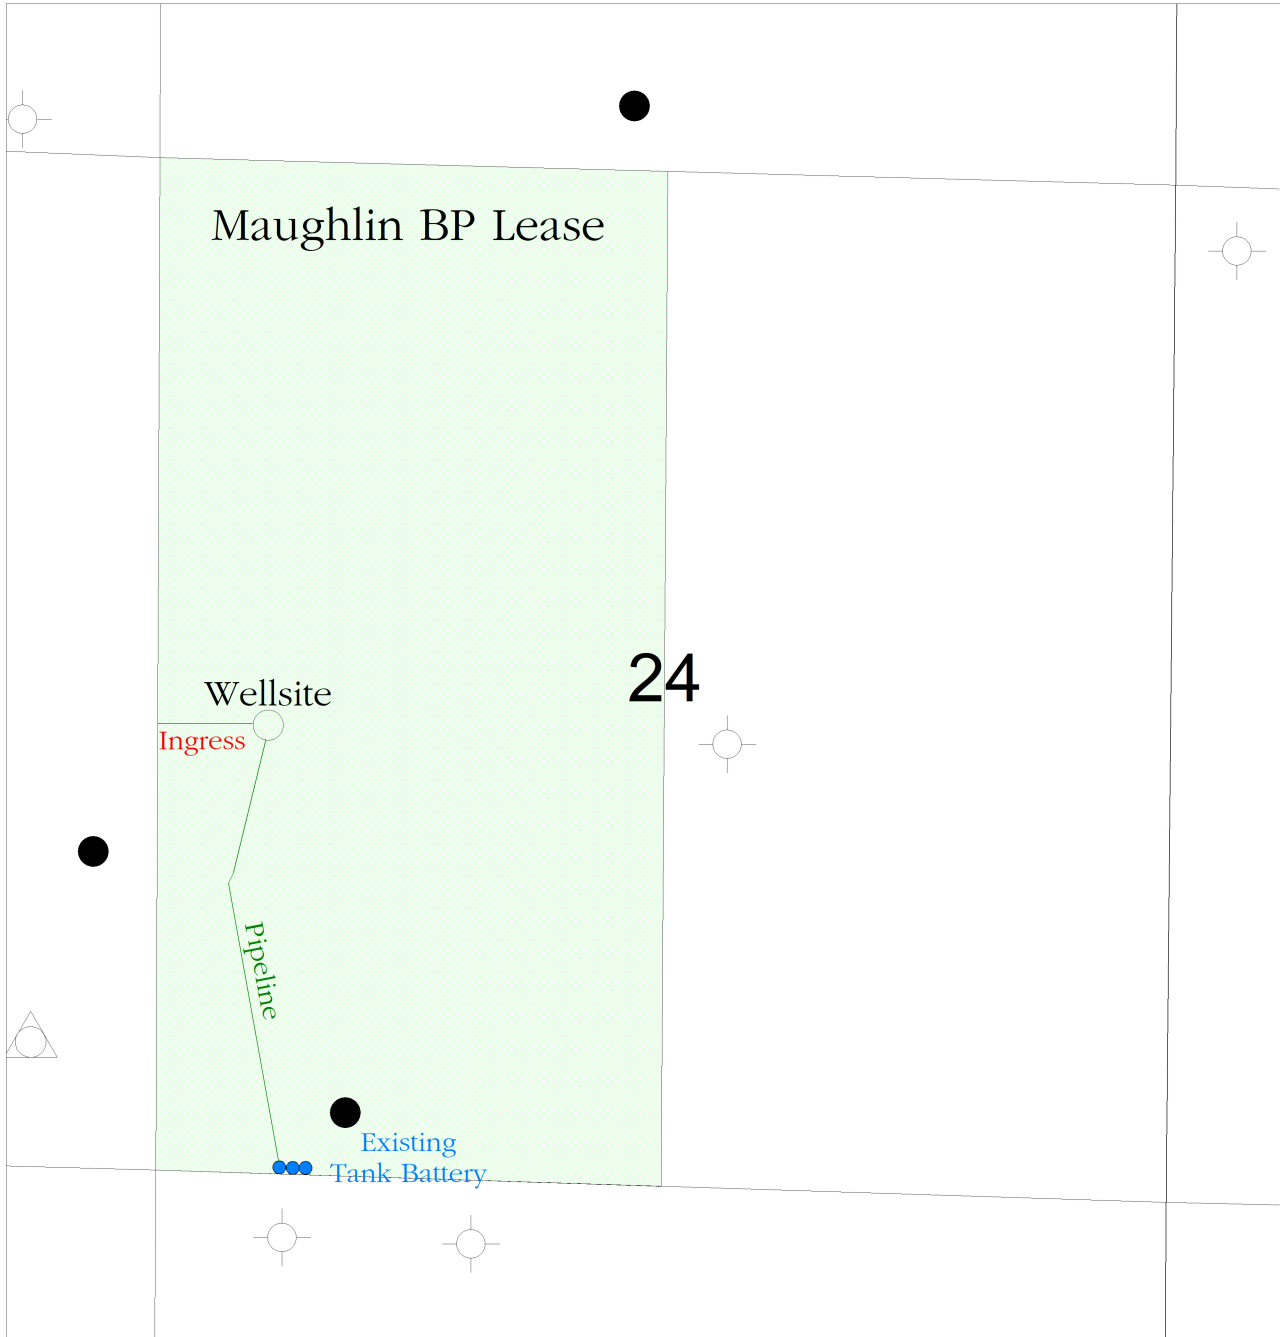 Maughlin BP Lease
24
Wellsite
Ingress
Pipeline
Existing
Tank Battery